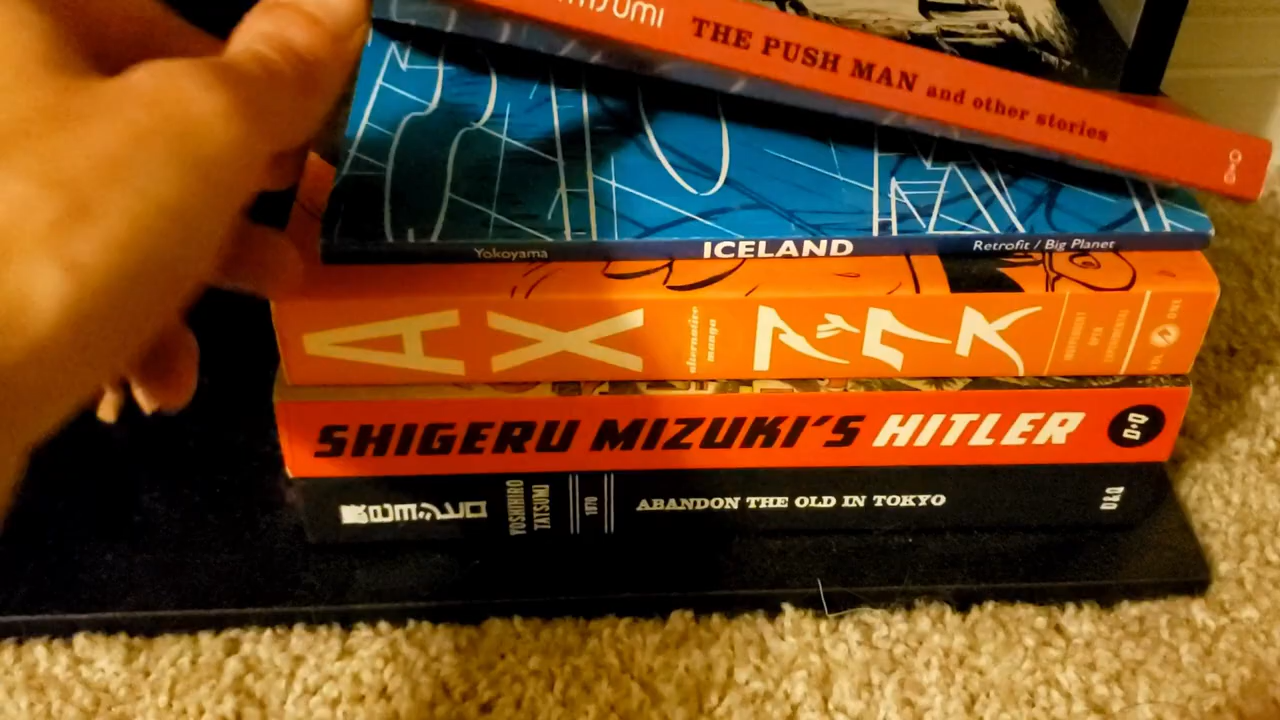 THE PUSH MAN and other stories
D+Q
Yokoyama ICELAND Retrofit / Big Planet
AX alternative manga アックス
SHIGERU MIZUKI'S HITLER D+Q
YOSHIHIRO TATSUMI 1970 ABANDON THE OLD IN TOKYO D&Q